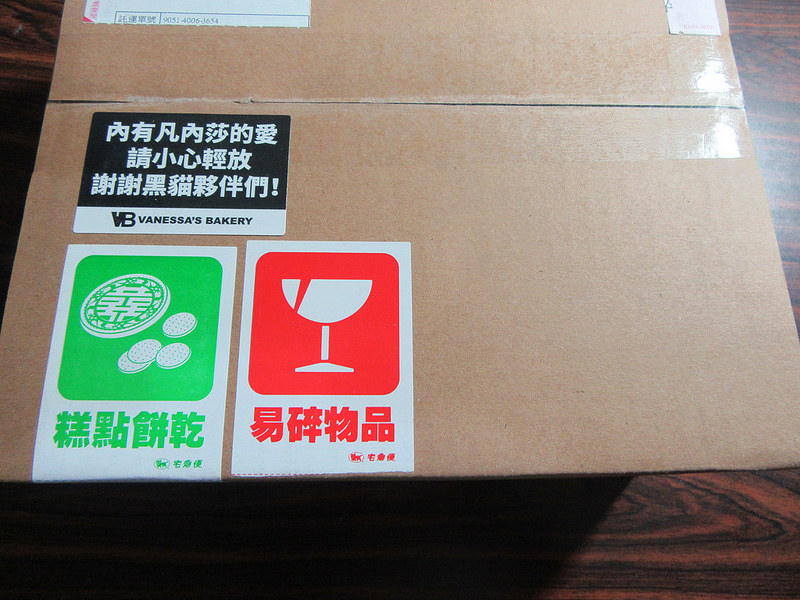 託運車號 9051-4006-3654
內有凡內莎的愛
請小心輕放
謝謝黑貓夥伴們!
VB VANESSA'S BAKERY
糕點餅乾
宅急便
易碎物品
宅急便